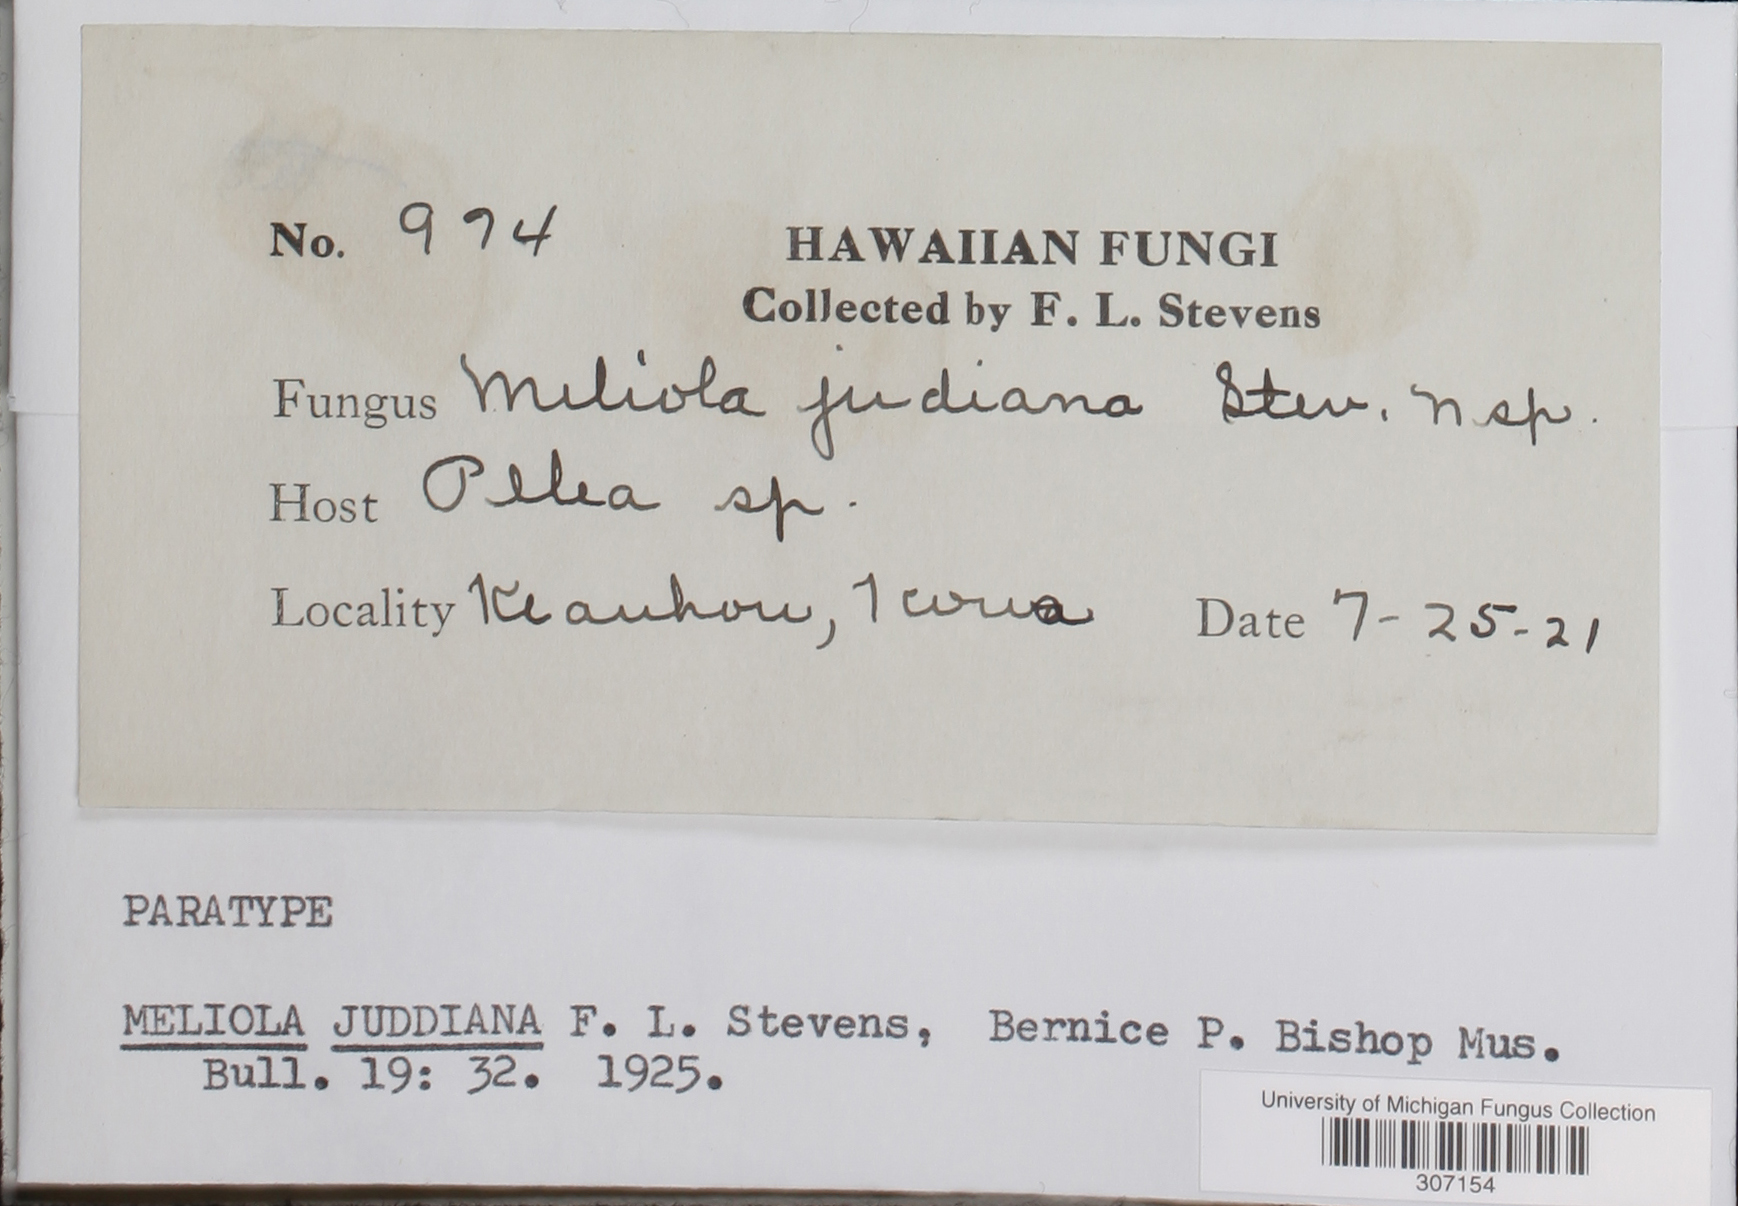 No. 974
HAWAIIAN FUNGI
Collected by F. L. Stevens
Fungus Meliola judiana Stev. n sp.
Host Pelea sp.
Locality Keauhou, Kona Date 7-25-21
PARATYPE
MELIOLA JUDDIANA F. L. Stevens, Bernice P. Bishop Mus.
Bull. 19: 32. 1925.
University of Michigan Fungus Collection
307154